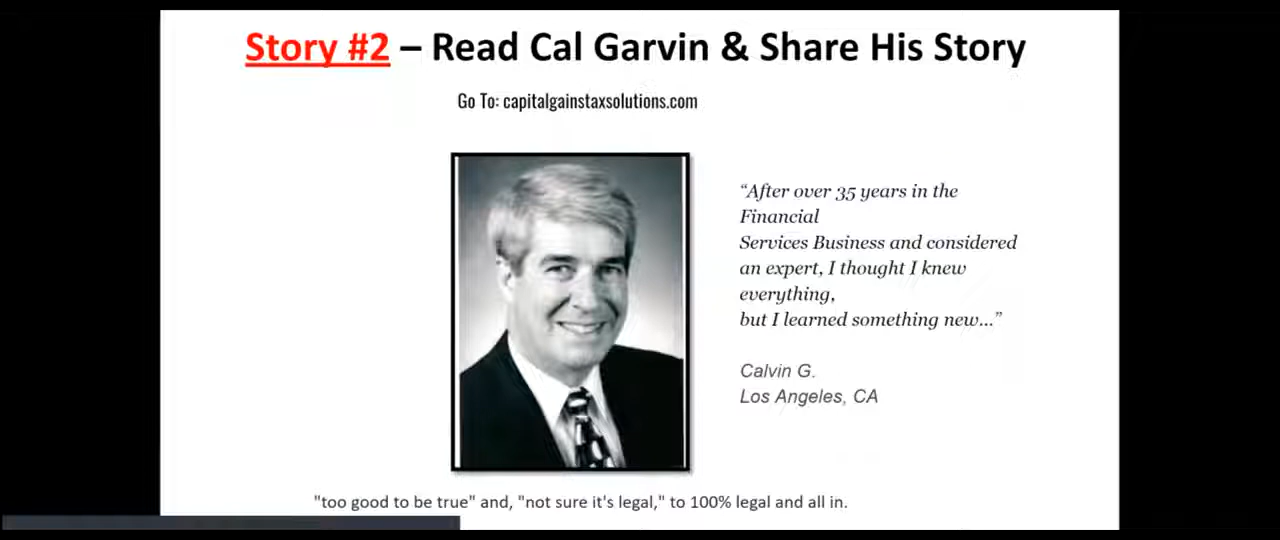 Story #2 – Read Cal Garvin & Share His Story
Go To: capitalgainstaxsolutions.com
“After over 35 years in the
Financial
Services Business and considered
an expert, I thought I knew
everything,
but I learned something new...”
Calvin G.
Los Angeles, CA
"too good to be true" and, "not sure it's legal," to 100% legal and all in.